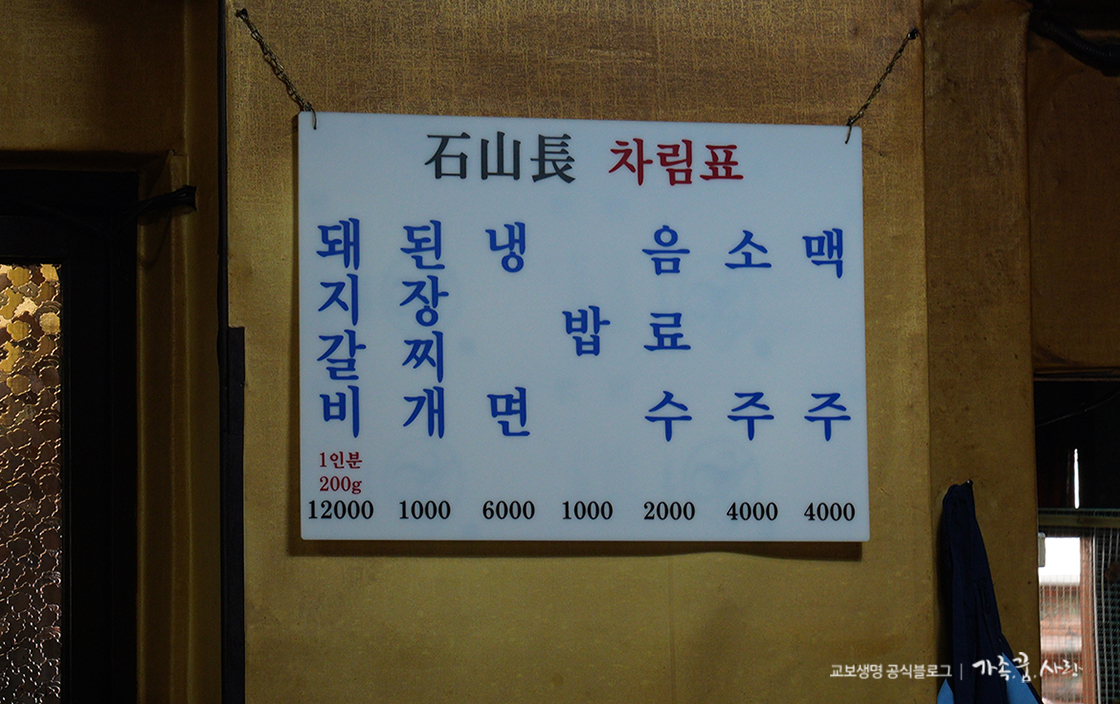 石山長 차림표
돼지갈비
1인분
200g
12000
된장찌개
1000
냉면
6000
밥
1000
음료수
2000
소주
4000
맥주
4000
교보생명 공식블로그 | 가족.꿈.사랑